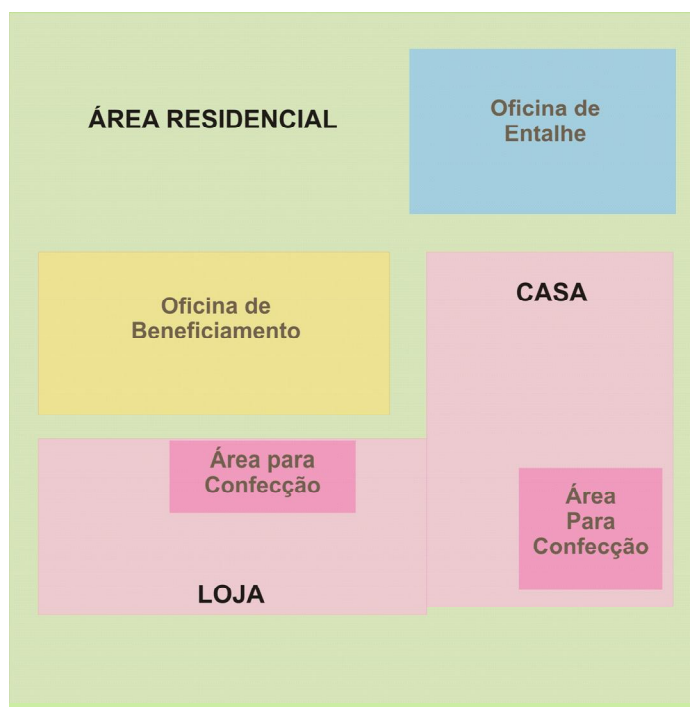 ÁREA RESIDENCIAL
Oficina de
Entalhe
Oficina de
Beneficiamento
CASA
Área para
Confecção
Área
Para
Confecção
LOJA